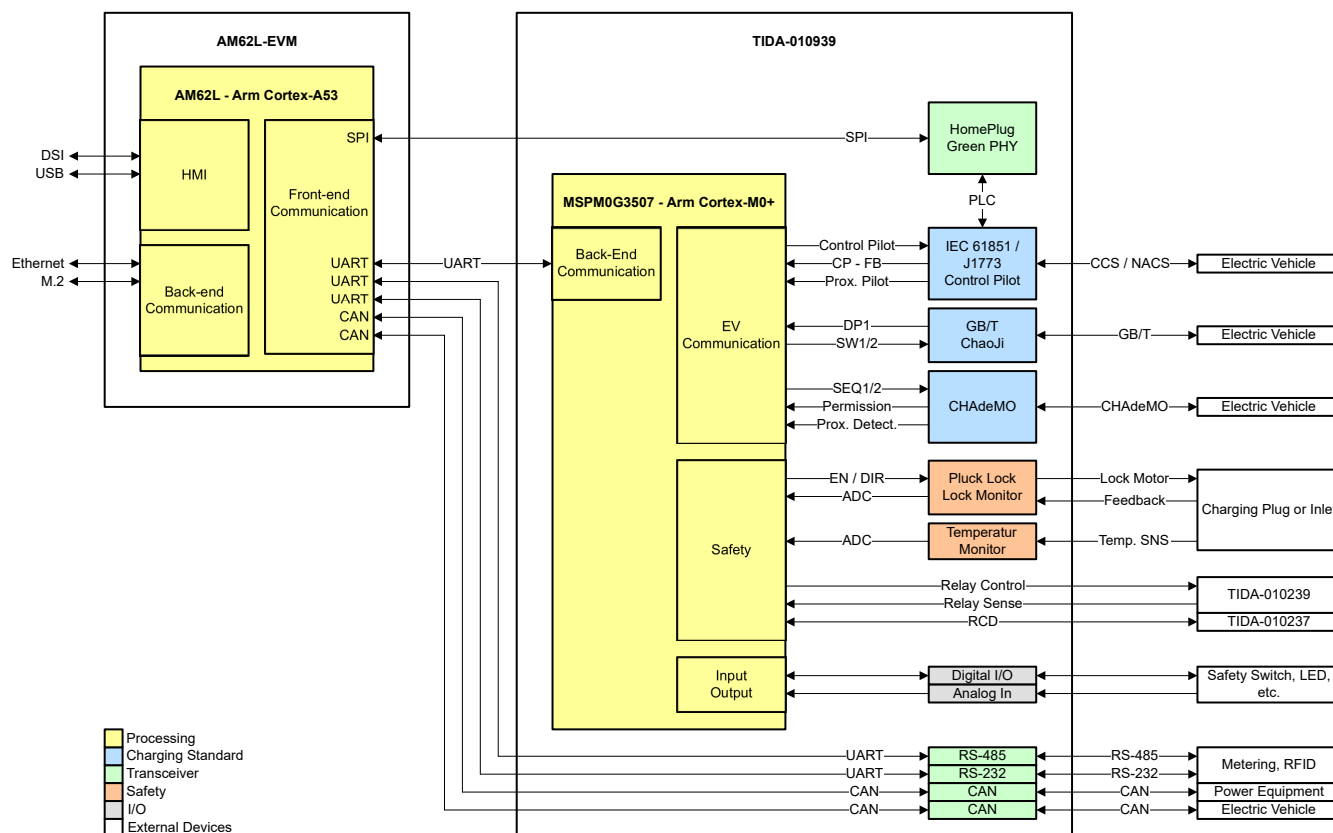 AM62L-EVM
TIDA-010939
AM62L - Arm Cortex-A53
HMI
Front-end
Communication
Back-end
Communication
SPI
UART
UART
UART
CAN
CAN
DSI
USB
Ethernet
M.2
SPI
HomePlug
Green PHY
PLC
UART
MSPM0G3507 - Arm Cortex-M0+
Back-End
Communication
EV
Communication
Safety
Input
Output
Control Pilot
CP - FB
Prox. Pilot
IEC 61851 /
J1773
Control Pilot
CCS / NACS
Electric Vehicle
DP1
SW1/2
GB/T
ChaoJi
GB/T
Electric Vehicle
SEQ1/2
Permission
Prox. Detect.
CHAdeMO
CHAdeMO
Electric Vehicle
EN / DIR
ADC
Pluck Lock
Lock Monitor
Lock Motor
Feedback
Charging Plug or Inlet
ADC
Temperatur
Monitor
Temp. SNS
Relay Control
Relay Sense
RCD
TIDA-010239
TIDA-010237
Digital I/O
Analog In
Safety Switch, LED,
etc.
UART
RS-485
RS-485
UART
RS-232
RS-232
Metering, RFID
CAN
CAN
CAN
Power Equipment
CAN
CAN
CAN
Electric Vehicle
Processing
Charging Standard
Transceiver
Safety
I/O
External Devices